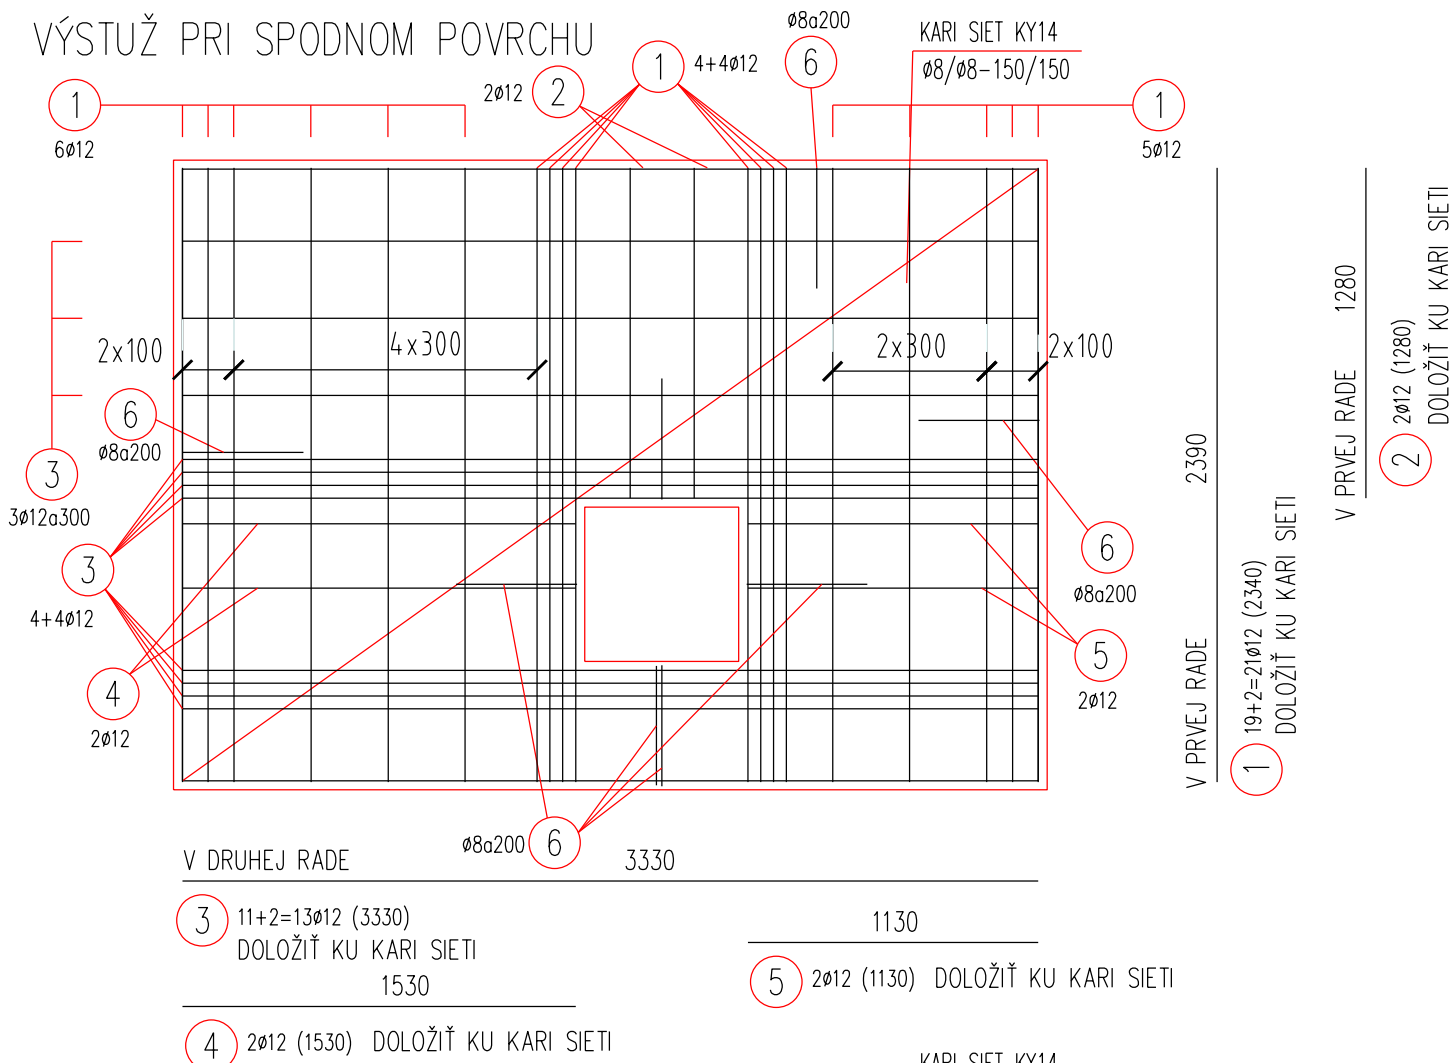 VÝSTUŽ PRI SPODNOM POVRCHU
ø8a200
6
KARI SIET KY14
ø8/ø8-150/150
1
4+4ø12
2ø12
2
1
6ø12
1
5ø12
2x100
4x300
2x300
2x100
6
ø8a200
3
3ø12a300
3
4+4ø12
4
2ø12
6
ø8a200
5
2ø12
ø8a200
6
V PRVEJ RADE
2390
1
19+2=21ø12 (2340)
DOLOŽIŤ KU KARI SIETI
V PRVEJ RADE
1280
2
2ø12 (1280)
DOLOŽIŤ KU KARI SIETI
V DRUHEJ RADE
3330
3
11+2=13ø12 (3330)
DOLOŽIŤ KU KARI SIETI
1130
5
2ø12 (1130) DOLOŽIŤ KU KARI SIETI
1530
4
2ø12 (1530) DOLOŽIŤ KU KARI SIETI
KARI SIET KY14